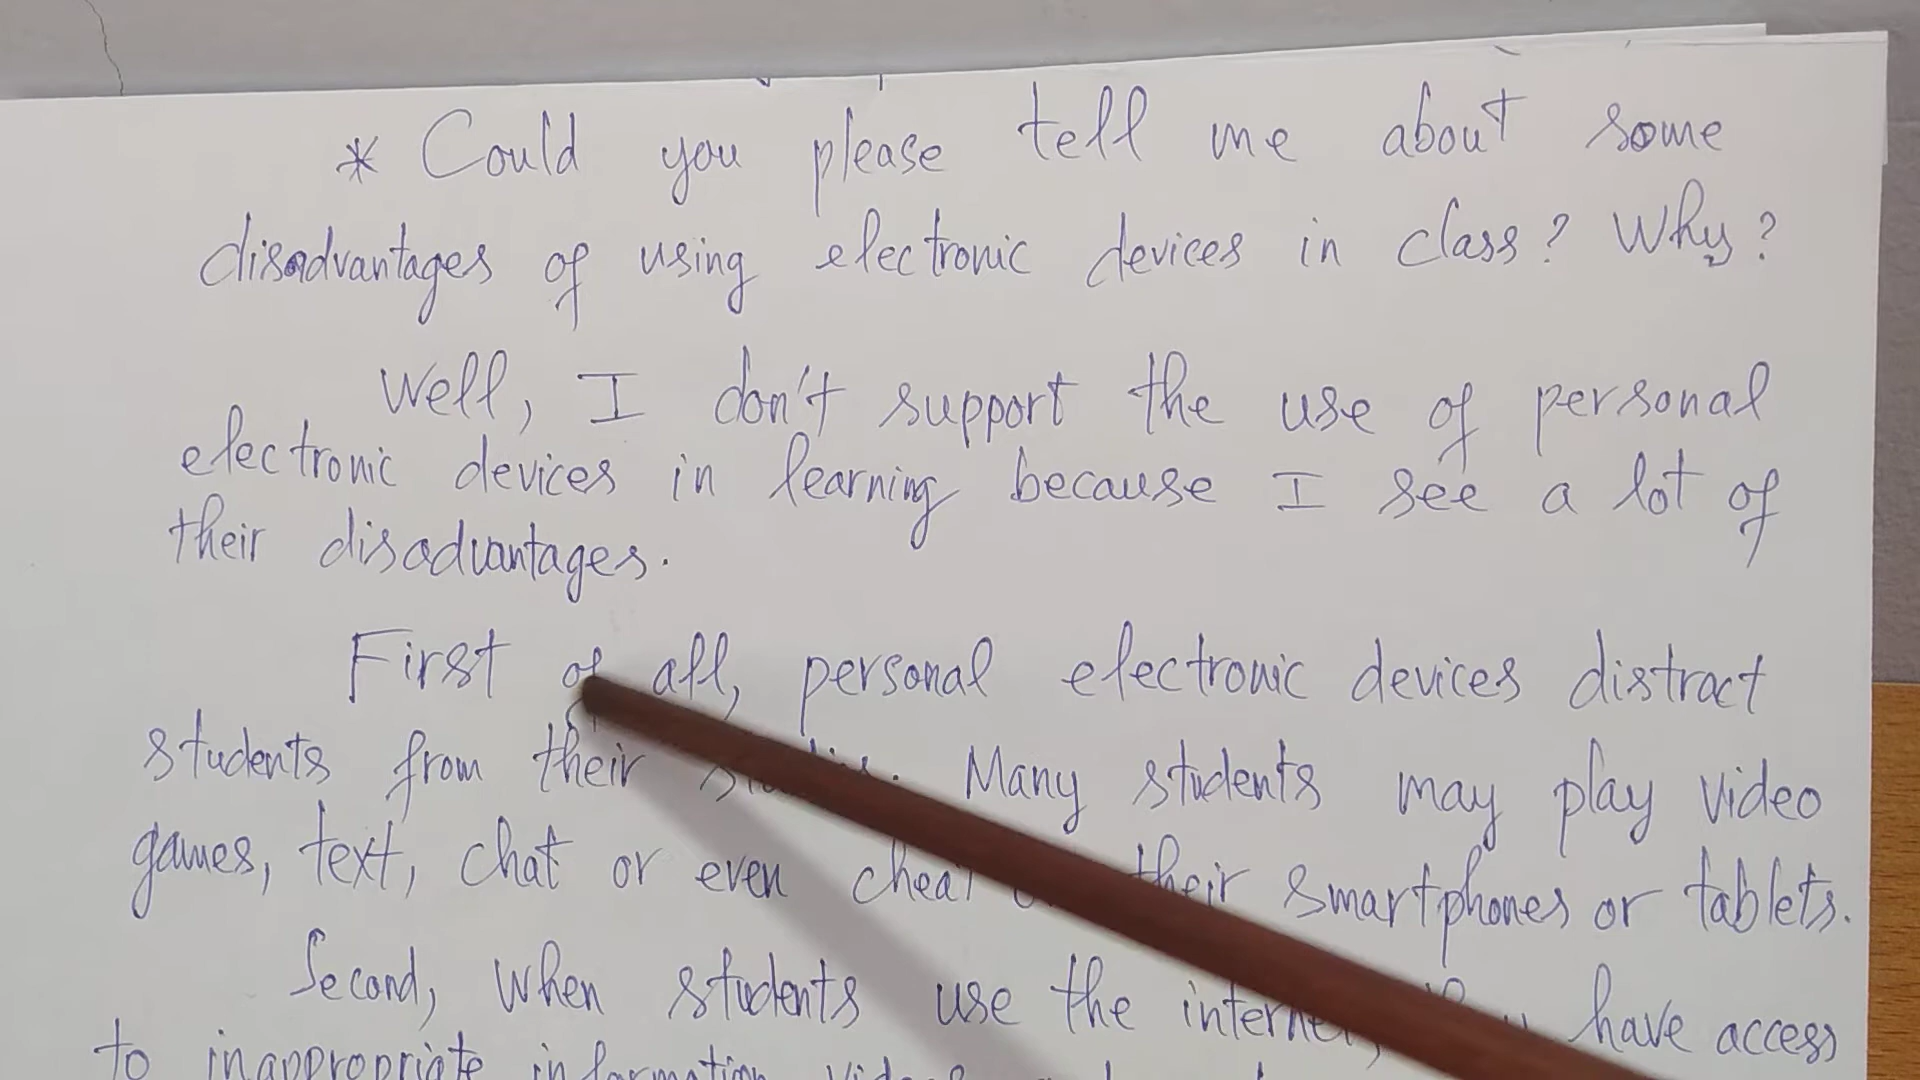 * Could you please tell me about some
disadvantages of using electronic devices in class? Why?
Well, I don't support the use of personal
electronic devices in learning because I see a lot of
their disadvantages.
First of all, personal electronic devices distract
students from their Many students may play video
games, text, chat or even cheat their smartphones or tablets.
Second, when students use the internet, have access
to inappropriate information